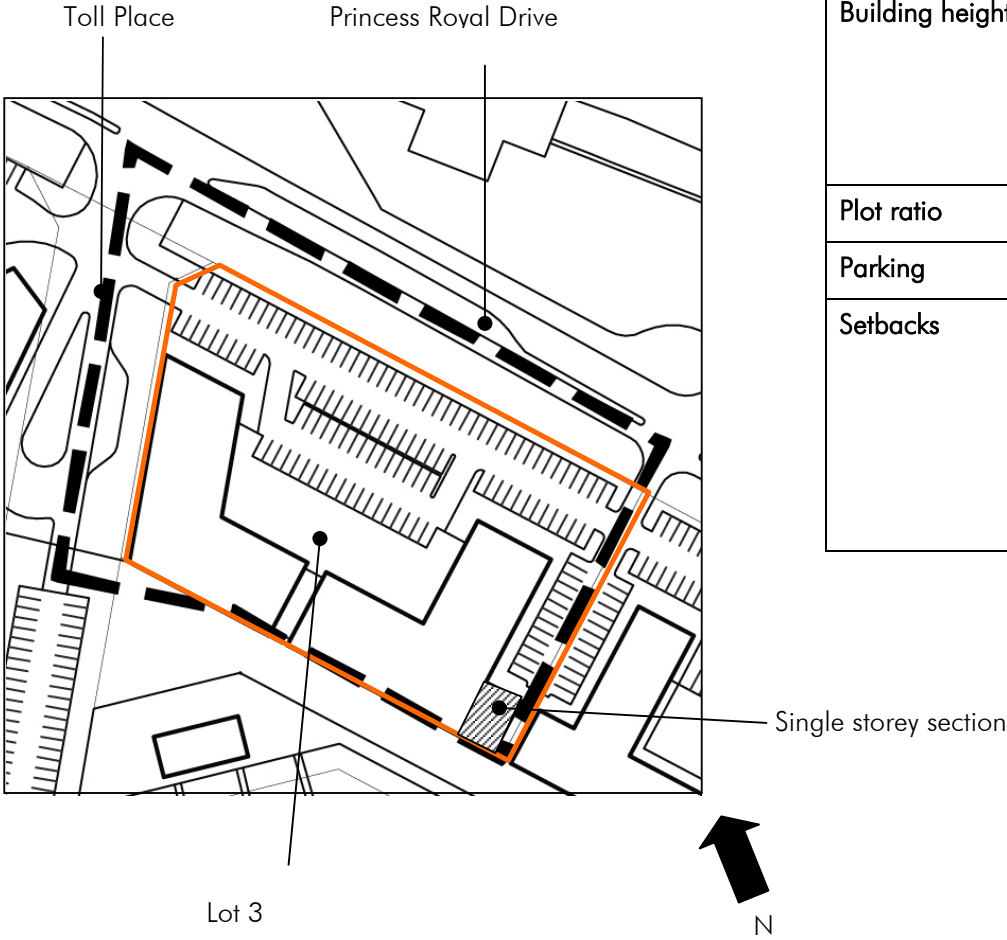 Toll Place
Princess Royal Drive
Building height
Plot ratio
Parking
Setbacks
Single storey section
Lot 3
N